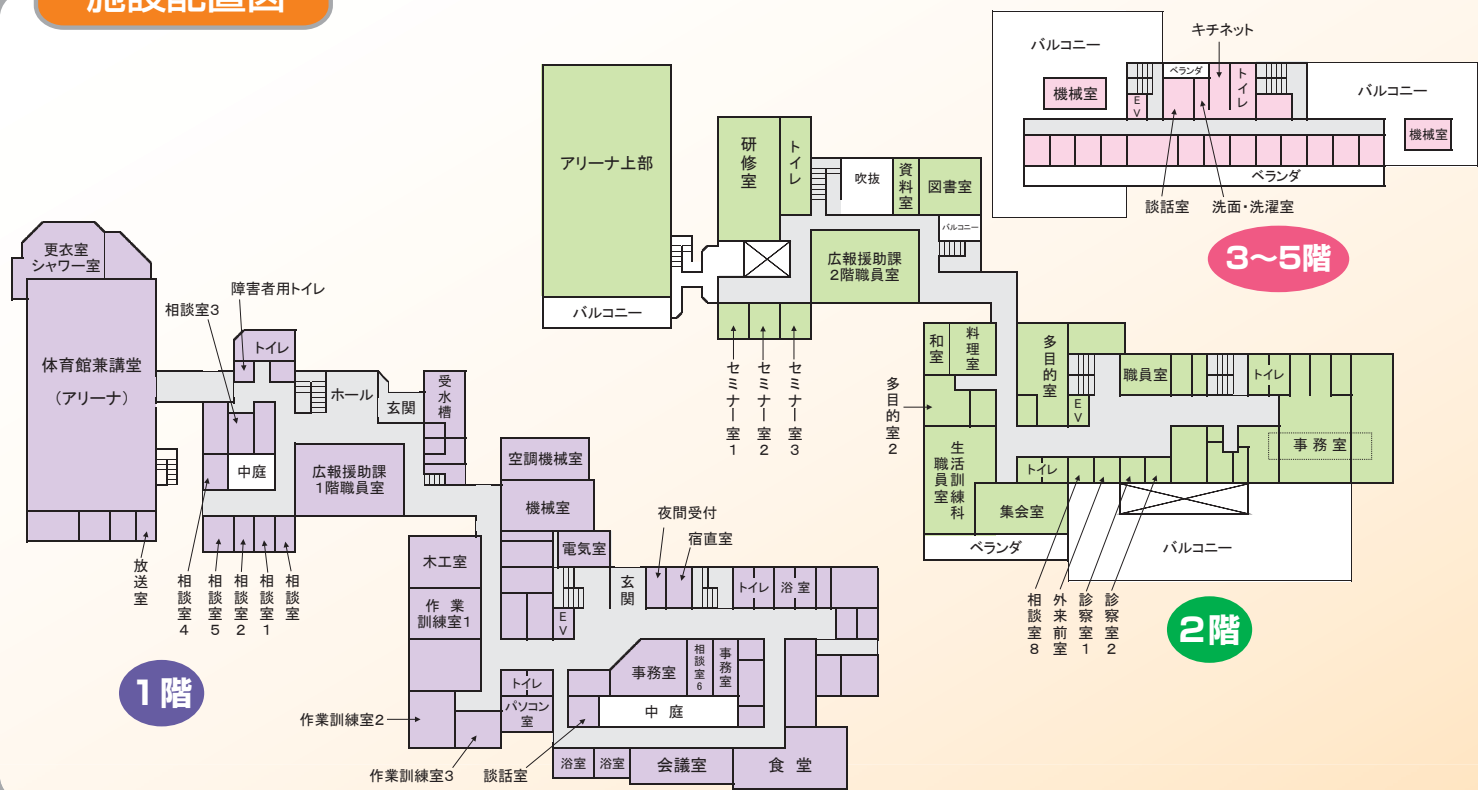 施設配置図
更衣室
シャワー室
障害者用トイレ
相談室3
トイレ
体育館兼講堂
(アリーナ)
ホール
玄関
受水槽
中庭
広報援助課
1階職員室
放送室
相談室4
相談室5
相談室2
相談室1
相談室
空調機械室
機械室
電気室
夜間受付
宿直室
木工室
作業
訓練室1
玄関
EV
トイレ
浴室
事務室
相談室6
事務室
中庭
トイレ
パソコン
室
作業訓練室2
作業訓練室3
談話室
浴室
浴室
会議室
食堂
1階
アリーナ上部
バルコニー
研修室
トイレ
吹抜
資料室
図書室
バルコニー
広報援助課
2階職員室
セミナー室1
セミナー室2
セミナー室3
和室
料理室
多目的室
多目的室2
EV
職員室
トイレ
事務室
生活訓練科
職員室
トイレ
集会室
ベランダ
バルコニー
相談室8
外来前室
診察室1
診察室2
2階
バルコニー
キチネット
ベランダ
トイレ
機械室
EV
バルコニー
機械室
ベランダ
談話室
洗面・洗濯室
3〜5階